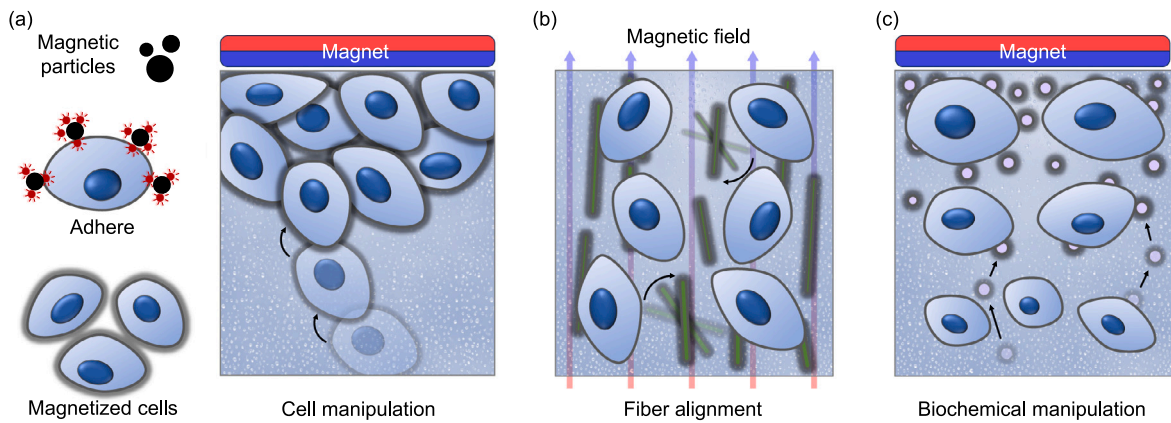 (a)
Magnetic
particles
Adhere
Magnetized cells
Magnet
Cell manipulation
(b)
Magnetic field
Fiber alignment
(c)
Magnet
Biochemical manipulation